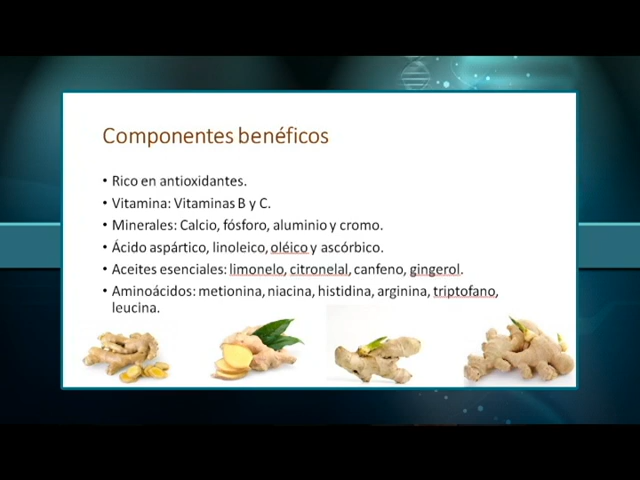 Componentes benéficos
• Rico en antioxidantes.
• Vitamina: Vitaminas B y C.
• Minerales: Calcio, fósforo, aluminio y cromo.
• Ácido aspártico, linoleico, oléico y ascórbico.
• Aceites esenciales: limonelo, citronelal, canfeno, gingerol.
• Aminoácidos: metionina, niacina, histidina, arginina, triptofano,
leucina.